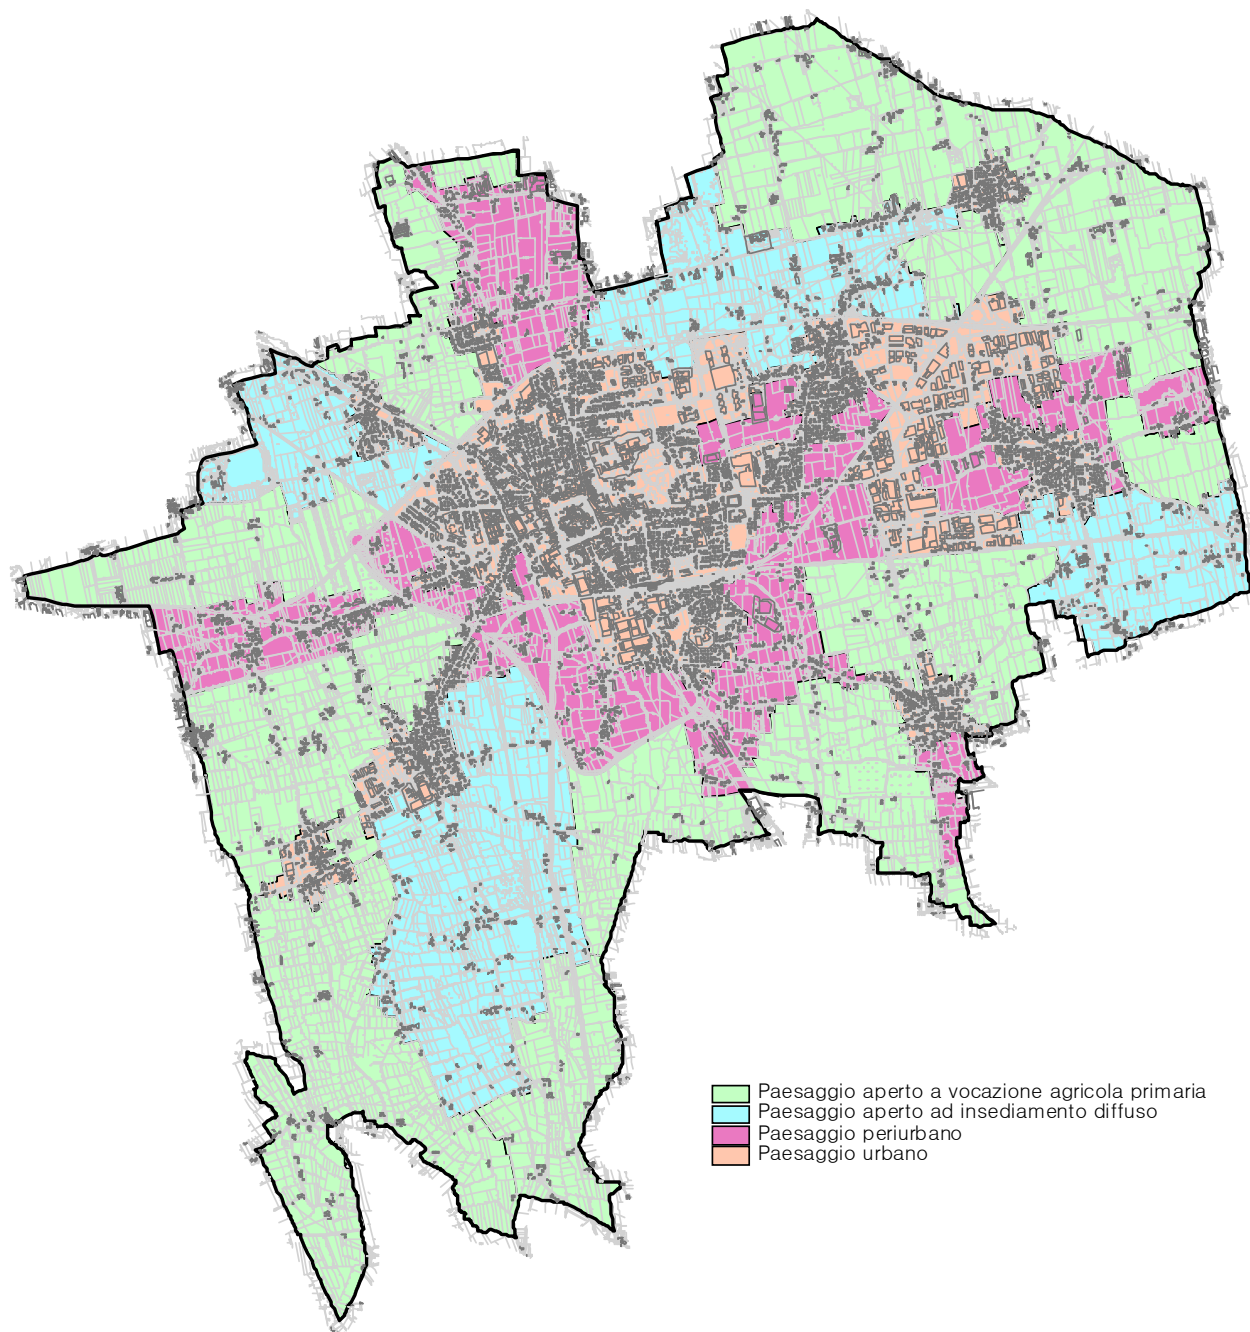 Paesaggio aperto a vocazione agricola primaria
Paesaggio aperto ad insediamento diffuso
Paesaggio periurbano
Paesaggio urbano